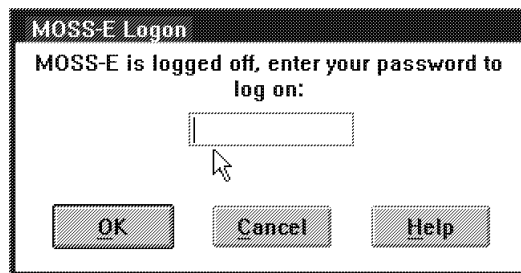 MOSS-E Logon
MOSS-E is logged off, enter your password to
log on:
OK
Cancel
Help